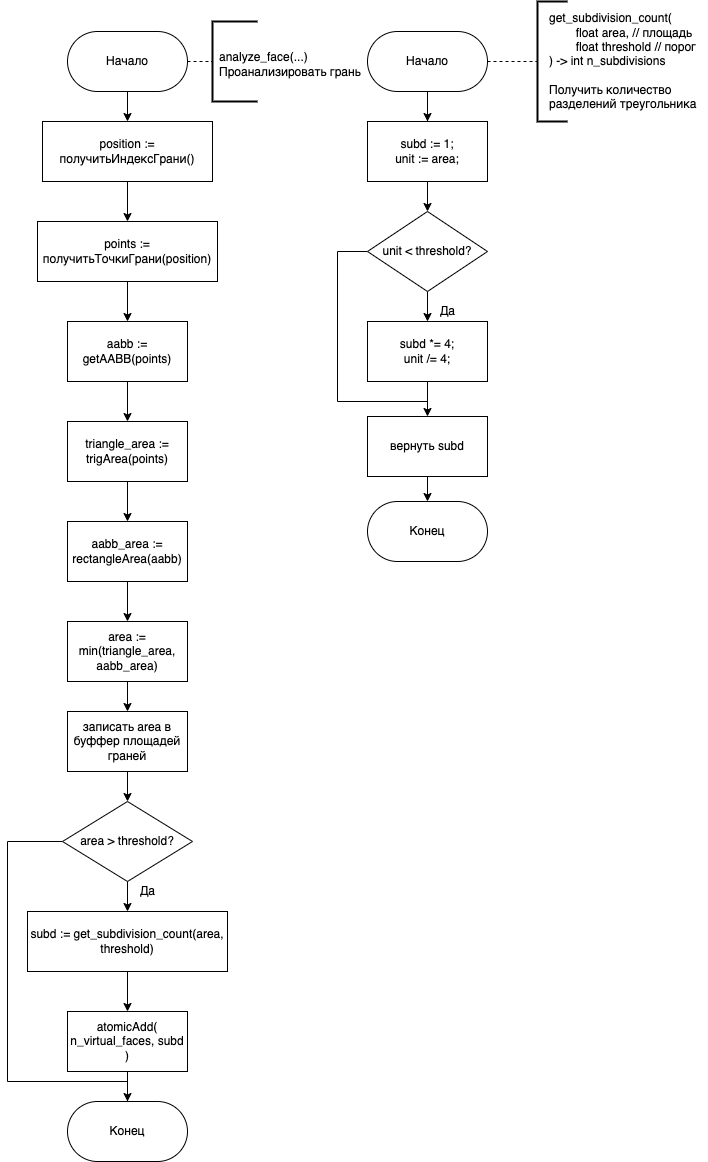 Начало
analyze_face(...)
Проанализировать грань
position :=
получитьИндексГрани()
points :=
получитьТочкиГрани(position)
aabb :=
getAABB(points)
triangle_area :=
trigArea(points)
aabb_area :=
rectangleArea(aabb)
area :=
min(triangle_area,
aabb_area)
записать area в
буффер площадей
граней
area > threshold?
Да
subd := get_subdivision_count(area,
threshold)
atomicAdd(
n_virtual_faces, subd
)
Конец
Начало
get_subdivision_count(
float area, // площадь
float threshold // порог
) -> int n_subdivisions
Получить количество
разделений треугольника
subd := 1;
unit := area;
unit < threshold?
Да
subd *= 4;
unit /= 4;
вернуть subd
Конец